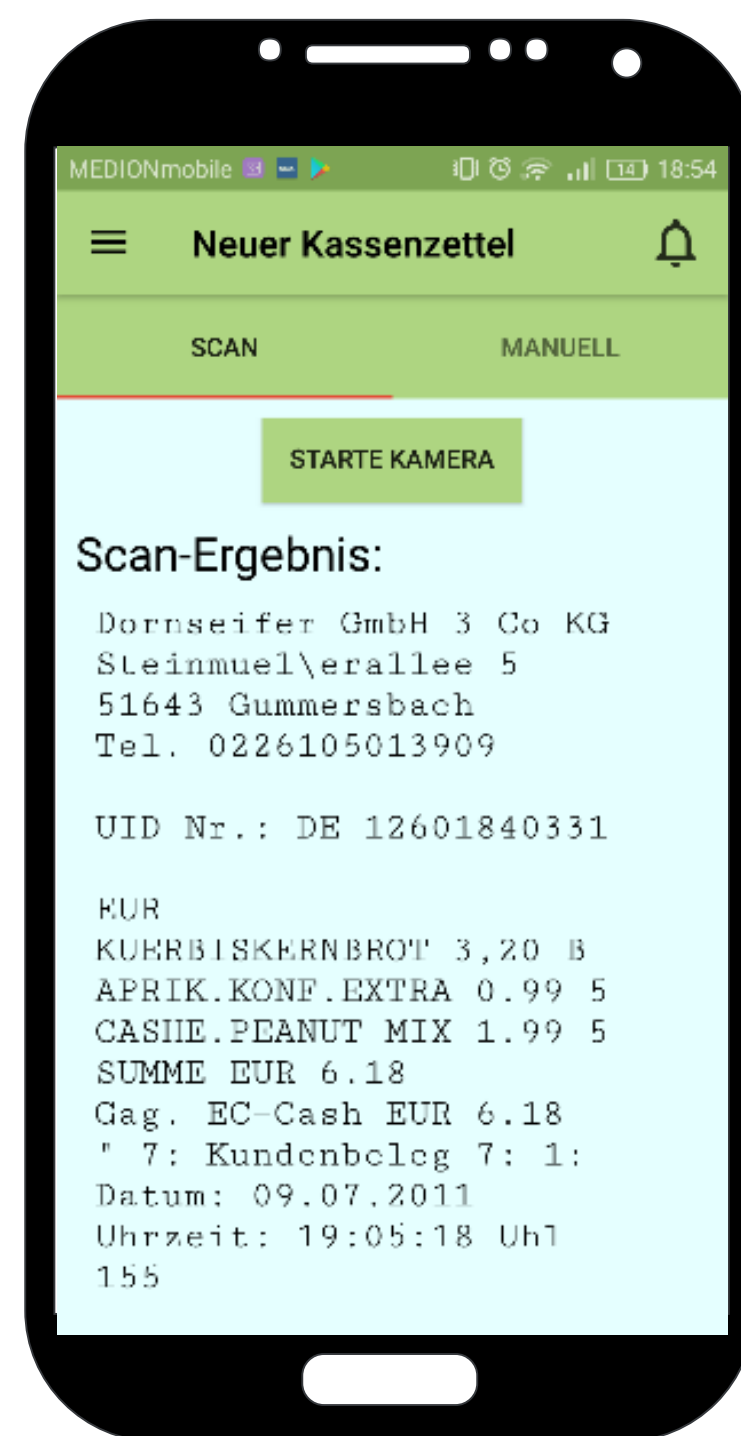 MEDIONmobile 14 18:54
Neuer Kassenzettel
SCAN MANUELL
STARTE KAMERA
Scan-Ergebnis:
Dornseifer GmbH 3 Co KG
Steinmuel\erallee 5
51643 Gummersbach
Tel. 0226105013909
UID Nr.: DE 12601840331
EUR
KUERBISKERNBROT 3,20 B
APRIK.KONF.EXTRA 0.99 5
CASHE.PEANUT MIX 1.99 5
SUMME EUR 6.18
Gag. EC-Cash EUR 6.18
" 7: Kundenbeleg 7: 1:
Datum: 09.07.2011
Uhrzeit: 19:05:18 Uhl
155